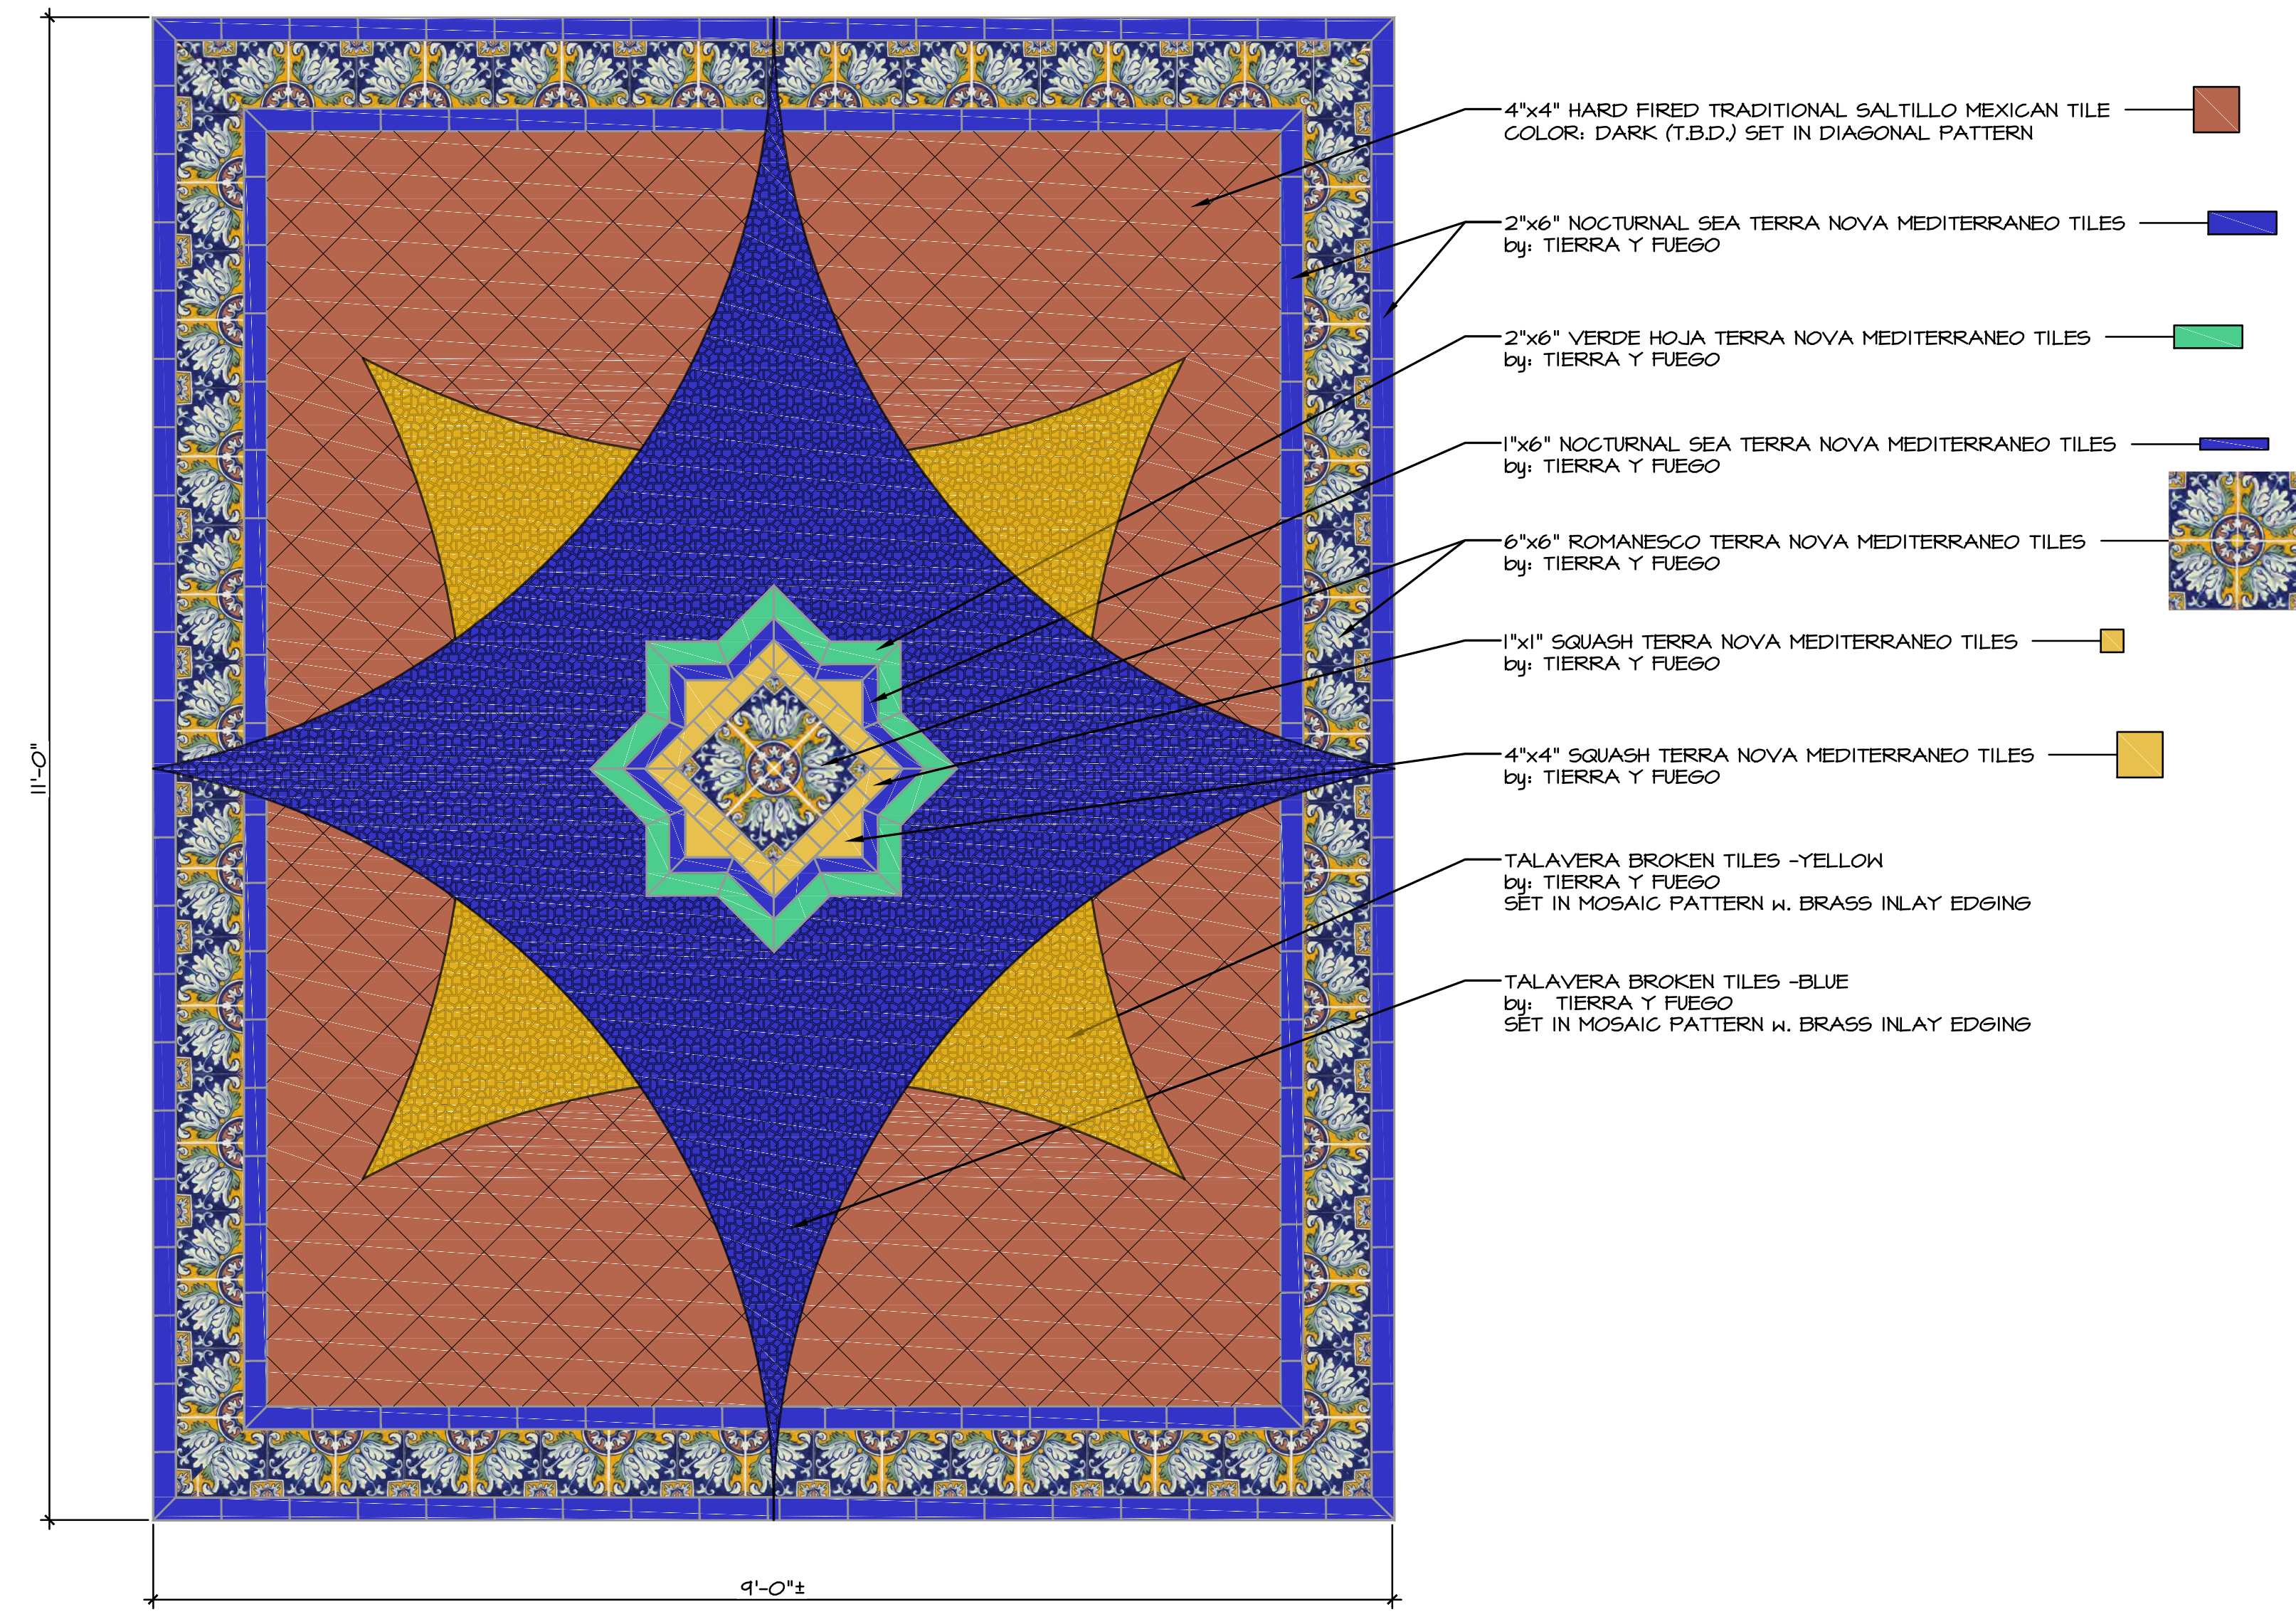 4"x4" HARD FIRED TRADITIONAL SALTILLO MEXICAN TILE
COLOR: DARK (T.B.D.) SET IN DIAGONAL PATTERN
2"x6" NOCTURNAL SEA TERRA NOVA MEDITERRANEO TILES
by: TIERRA Y FUEGO
2"x6" VERDE HOJA TERRA NOVA MEDITERRANEO TILES
by: TIERRA Y FUEGO
1"x6" NOCTURNAL SEA TERRA NOVA MEDITERRANEO TILES
by: TIERRA Y FUEGO
6"x6" ROMANESCO TERRA NOVA MEDITERRANEO TILES
by: TIERRA Y FUEGO
1"x1" SQUASH TERRA NOVA MEDITERRANEO TILES
by: TIERRA Y FUEGO
4"x4" SQUASH TERRA NOVA MEDITERRANEO TILES
by: TIERRA Y FUEGO
TALAVERA BROKEN TILES -YELLOW
by: TIERRA Y FUEGO
SET IN MOSAIC PATTERN w. BRASS INLAY EDGING
TALAVERA BROKEN TILES -BLUE
by: TIERRA Y FUEGO
SET IN MOSAIC PATTERN w. BRASS INLAY EDGING
11'-0"
9'-0"±